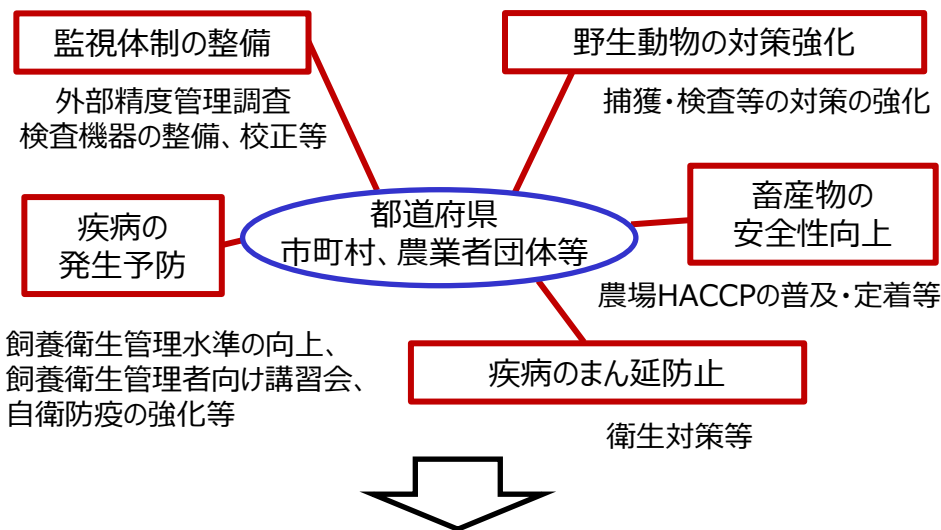 監視体制の整備
外部精度管理調査
検査機器の整備、校正等
野生動物の対策強化
捕獲・検査等の対策の強化
都道府県
市町村、農業者団体等
疾病の
発生予防
飼養衛生管理水準の向上、
飼養衛生管理者向け講習会、
自衛防疫の強化等
畜産物の
安全性向上
農場HACCPの普及・定着等
疾病のまん延防止
衛生対策等